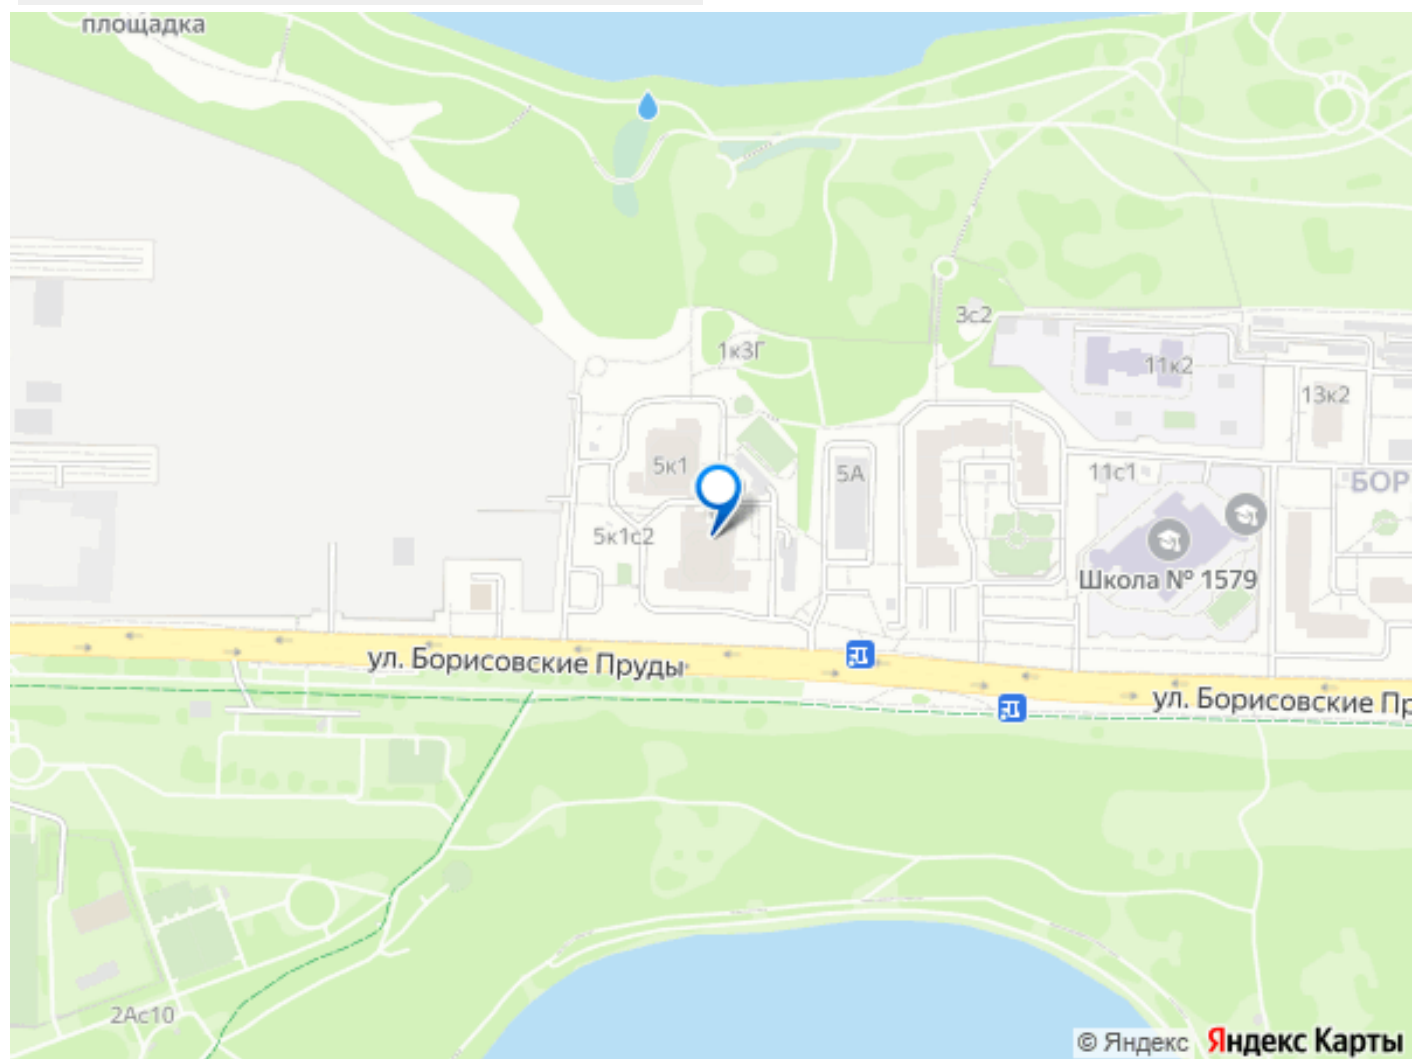 площадка
3с2
1к3Г
11к2
13к2
5к1
5А
11с1
БОР
5к1с2
Школа № 1579
ул. Борисовские Пруды
ул. Борисовские Пр
2Ас10
© Яндекс Яндекс Карты